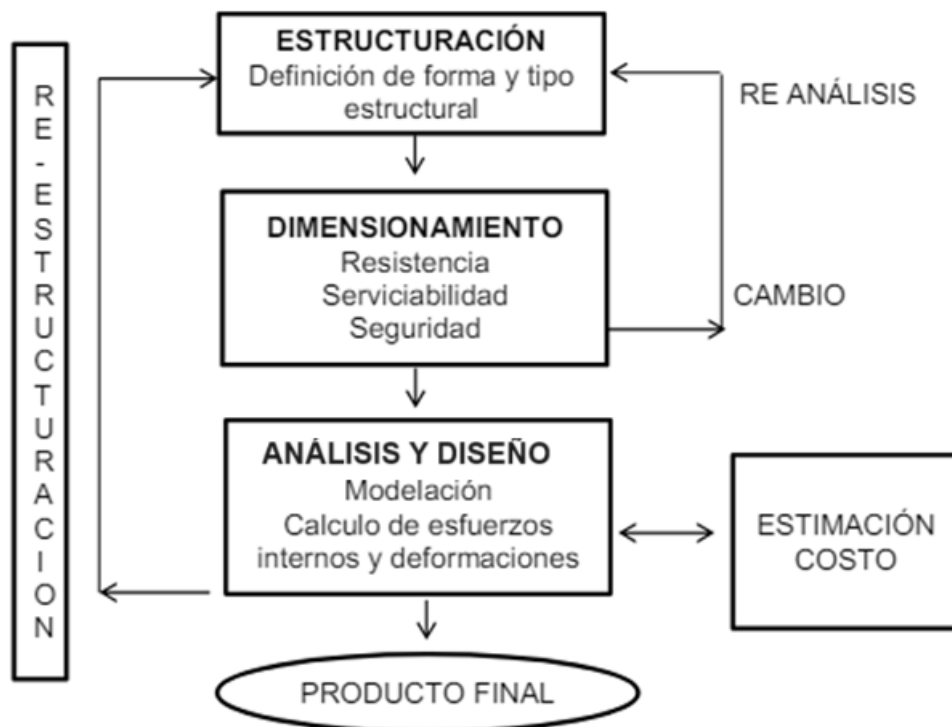 RE-ESTRUCTURACION
ESTRUCTURACIÓN
Definición de forma y tipo
estructural
RE ANÁLISIS
DIMENSIONAMIENTO
Resistencia
Serviciabilidad
Seguridad
CAMBIO
ANÁLISIS Y DISEÑO
Modelación
Calculo de esfuerzos
internos y deformaciones
ESTIMACIÓN
COSTO
PRODUCTO FINAL